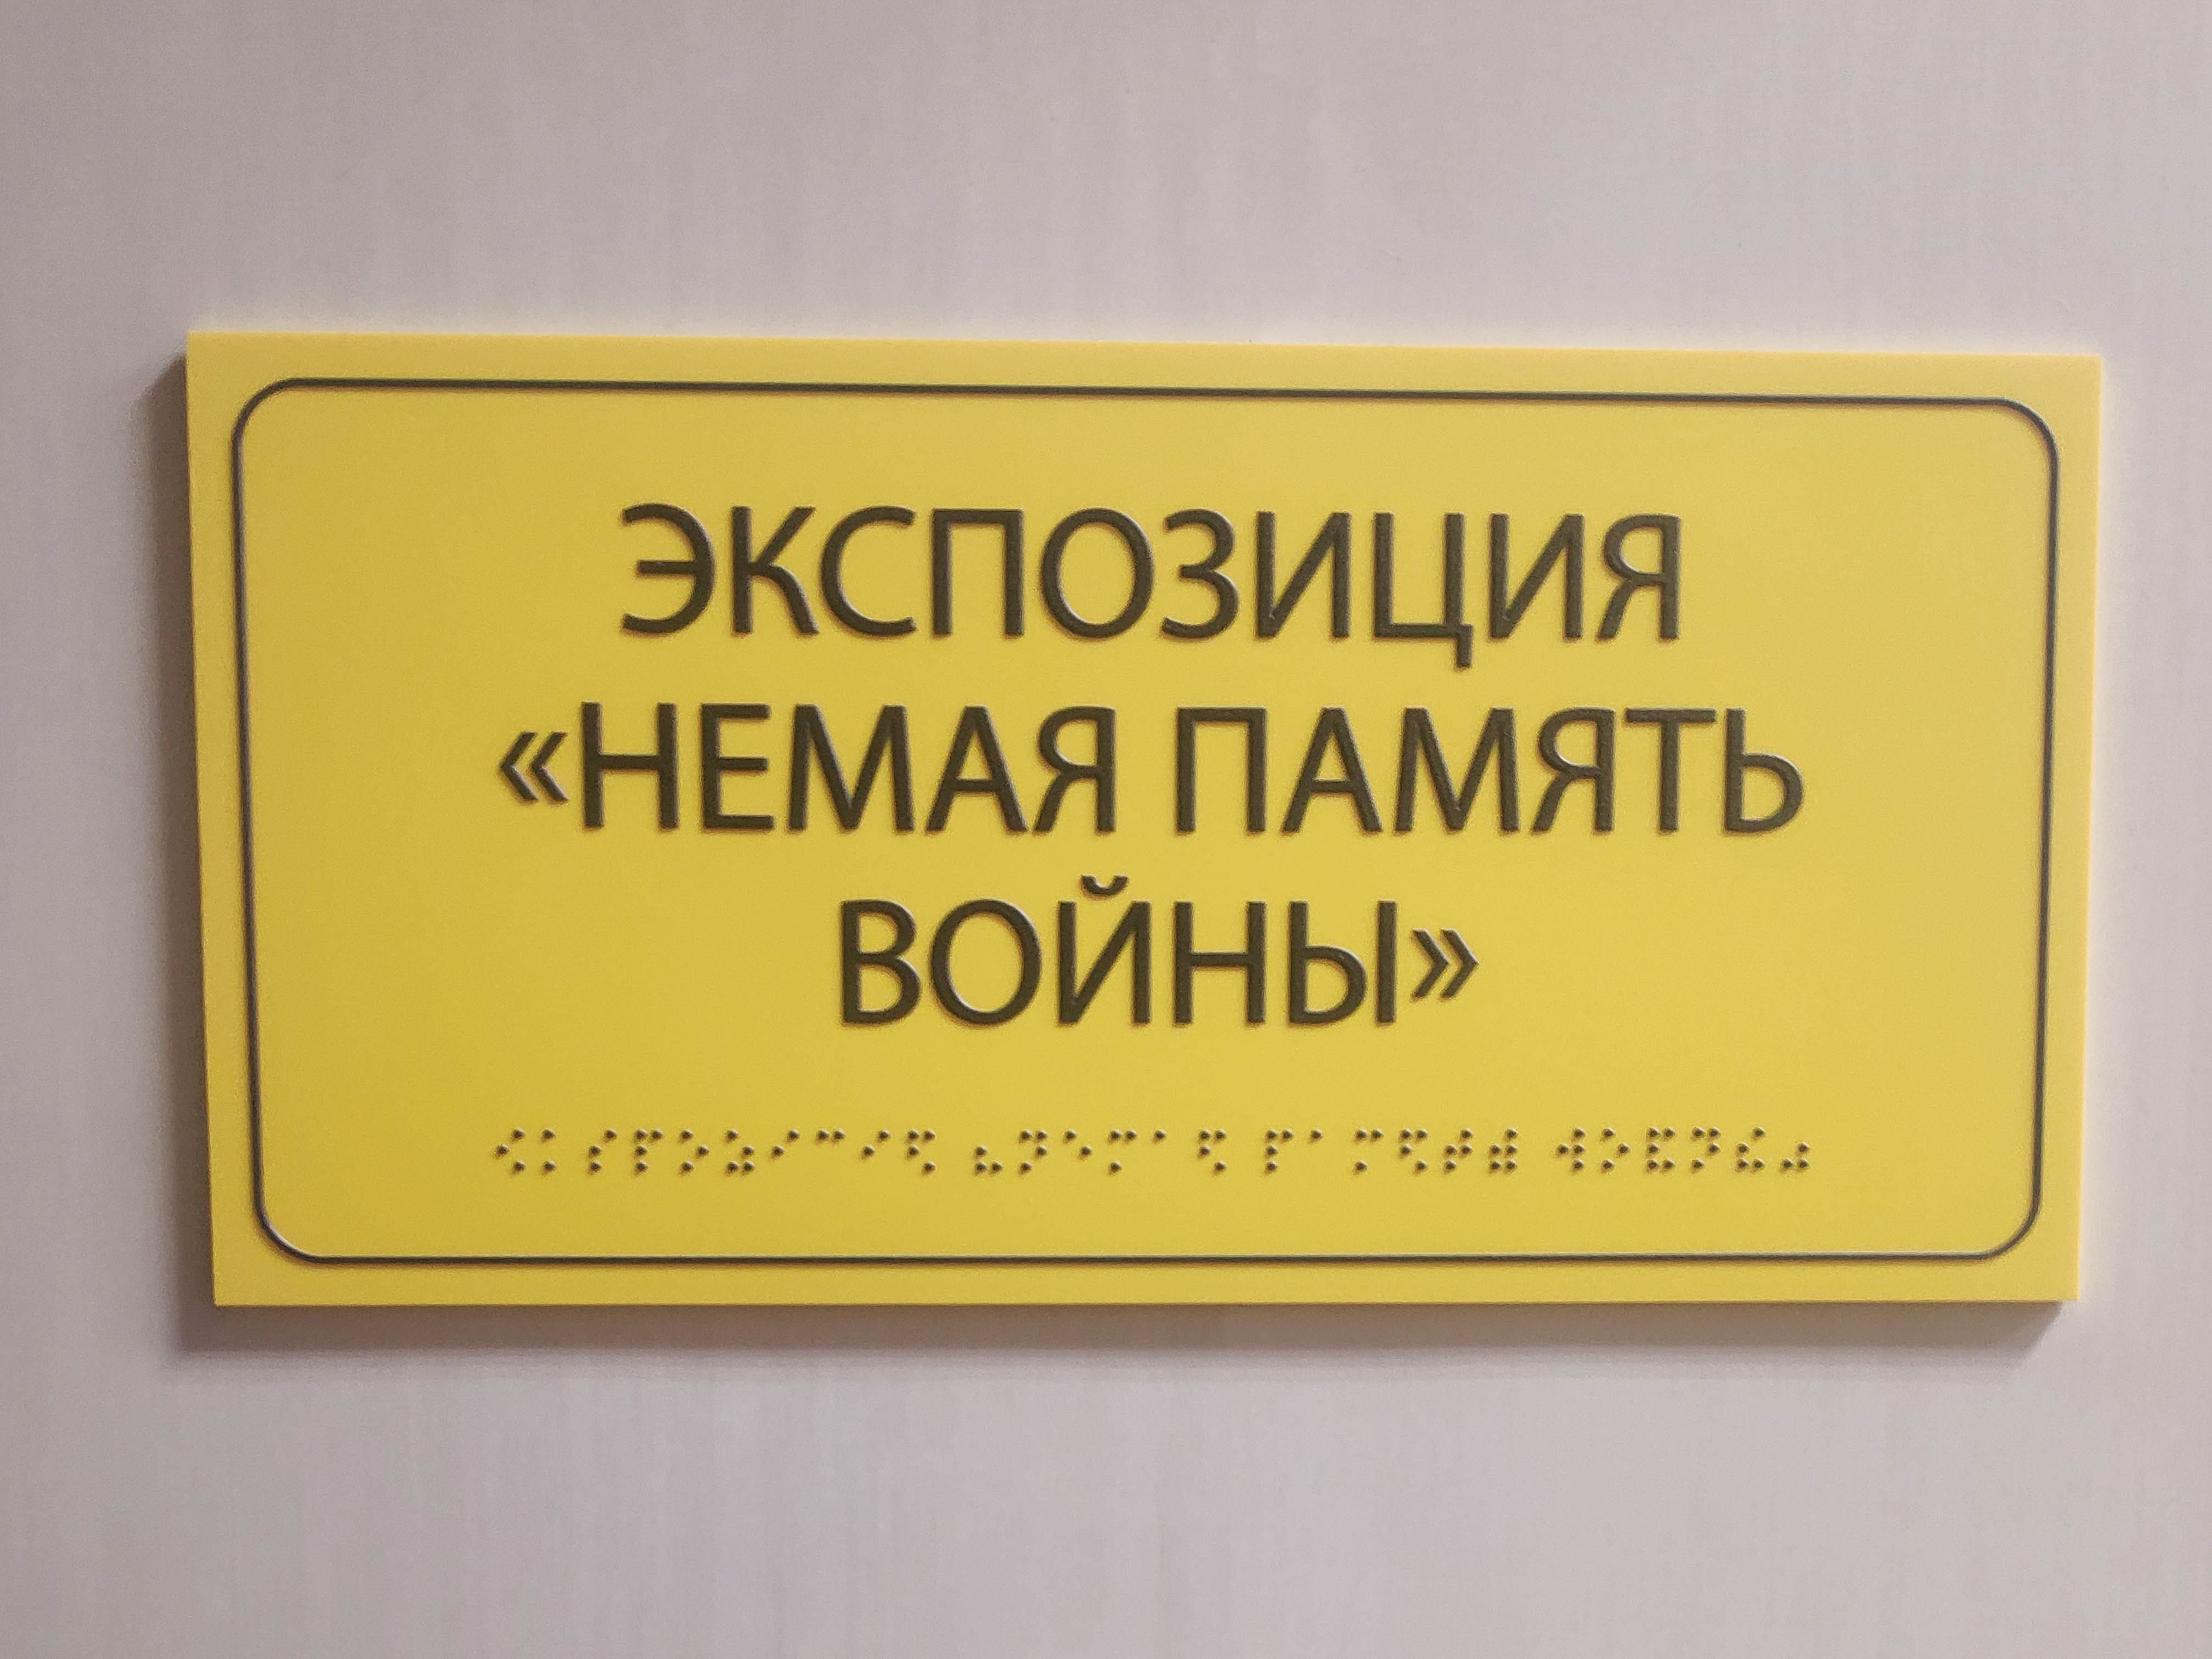 ЭКСПОЗИЦИЯ
«НЕМАЯ ПАМЯТЬ
ВОЙНЫ»
⠪⠅⠎⠏⠕⠵⠊⠉⠊⠫ ⠦⠝⠑⠍⠁⠫ ⠏⠁⠍⠫⠞⠾ ⠺⠕⠯⠝⠮⠴